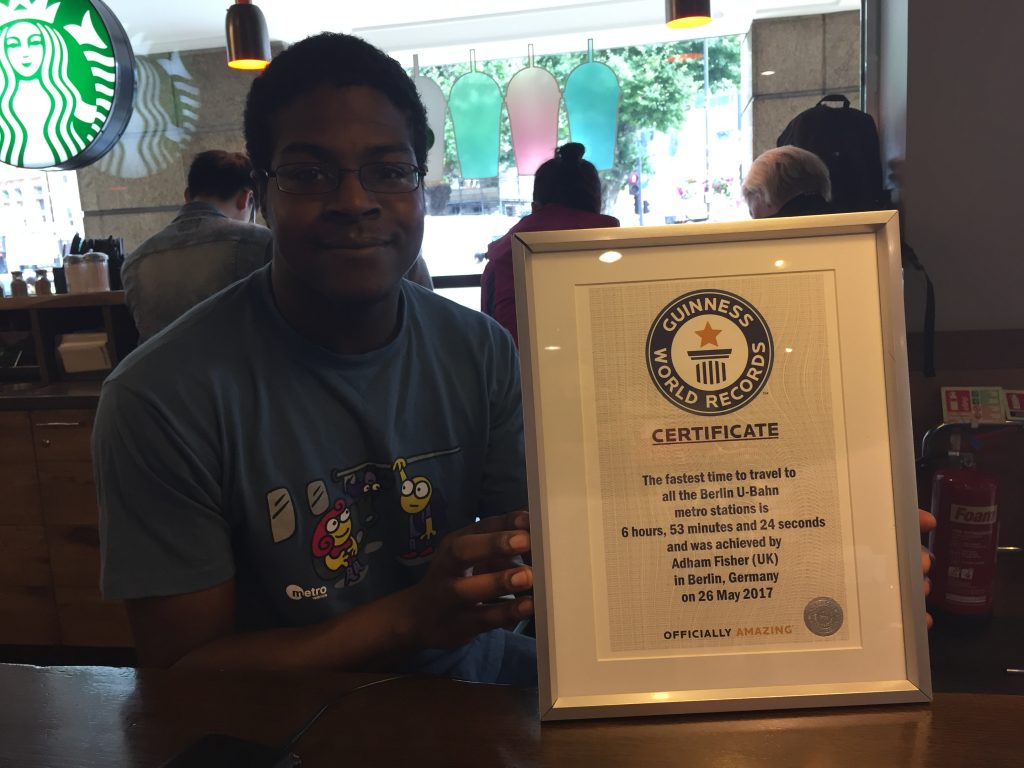 GUINNESS
WORLD RECORDS
TM
CERTIFICATE
The fastest time to travel to
all the Berlin U-Bahn
metro stations is
6 hours, 53 minutes and 24 seconds
and was achieved by
Adham Fisher (UK)
in Berlin, Germany
on 26 May 2017
OFFICIALLY AMAZING
metro
Foam